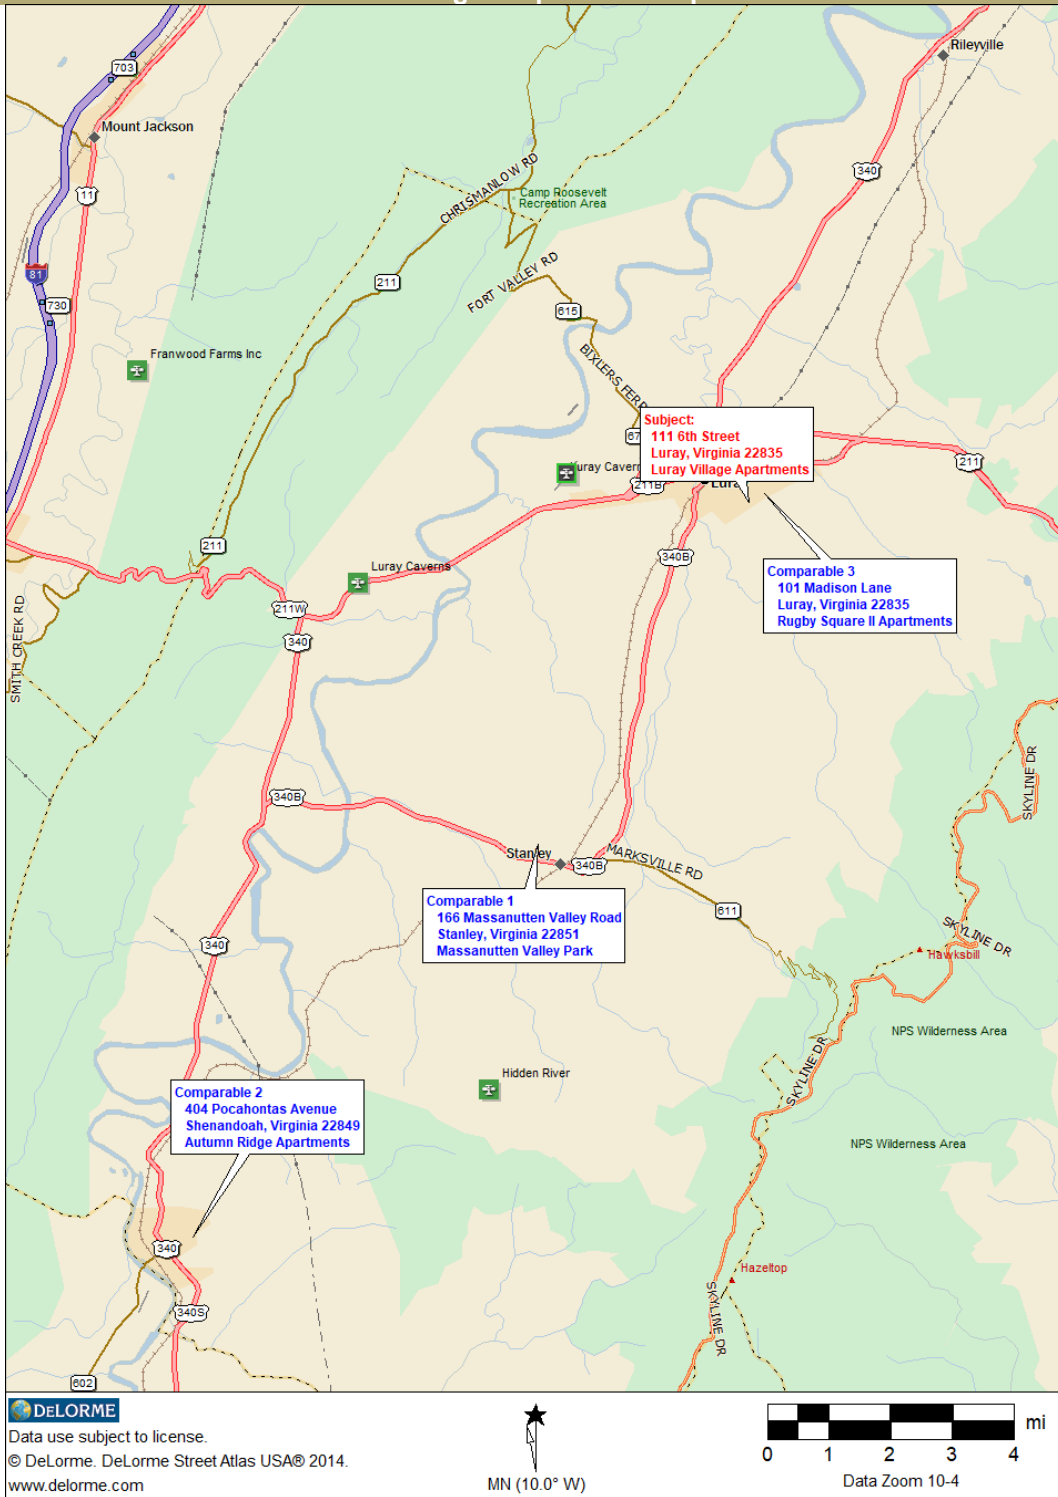 Rileyville
703
Mount Jackson
340
11
CHRISMANLOW RD
Camp Roosevelt
Recreation Area
81
211
FORT VALLEY RD
730
615
Franwood Farms Inc
BIXLERS FERR
Subject:
111 6th Street
Luray, Virginia 22835
Luray Village Apartments
67
uray Cavern
211B
Lura
211
211
340B
Luray Caverns
Comparable 3
101 Madison Lane
Luray, Virginia 22835
Rugby Square II Apartments
211W
340
SMITH CREEK RD
SKYLINE DR
340B
Stanley
340B
MARKSVILLE RD
Comparable 1
166 Massanutten Valley Road
Stanley, Virginia 22851
Massanutten Valley Park
611
340
SKYLINE DR
Hawksbill
NPS Wilderness Area
SKYLINE DR
Hidden River
Comparable 2
404 Pocahontas Avenue
Shenandoah, Virginia 22849
Autumn Ridge Apartments
NPS Wilderness Area
340
Hazeltop
SKYLINE DR
340S
602
DELORME
Data use subject to license.
© DeLorme. DeLorme Street Atlas USA® 2014.
www.delorme.com
MN (10.0° W)
mi
0 1 2 3 4
Data Zoom 10-4